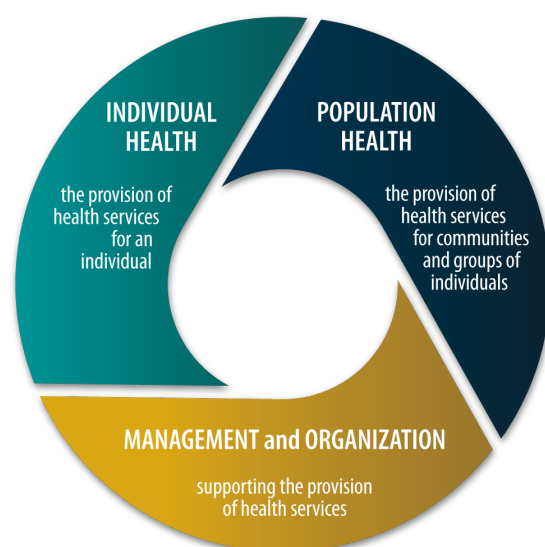 INDIVIDUAL
HEALTH
the provision of
health services
for an
individual
POPULATION
HEALTH
the provision of
health services
for communities
and groups of
individuals
MANAGEMENT and ORGANIZATION
supporting the provision
of health services